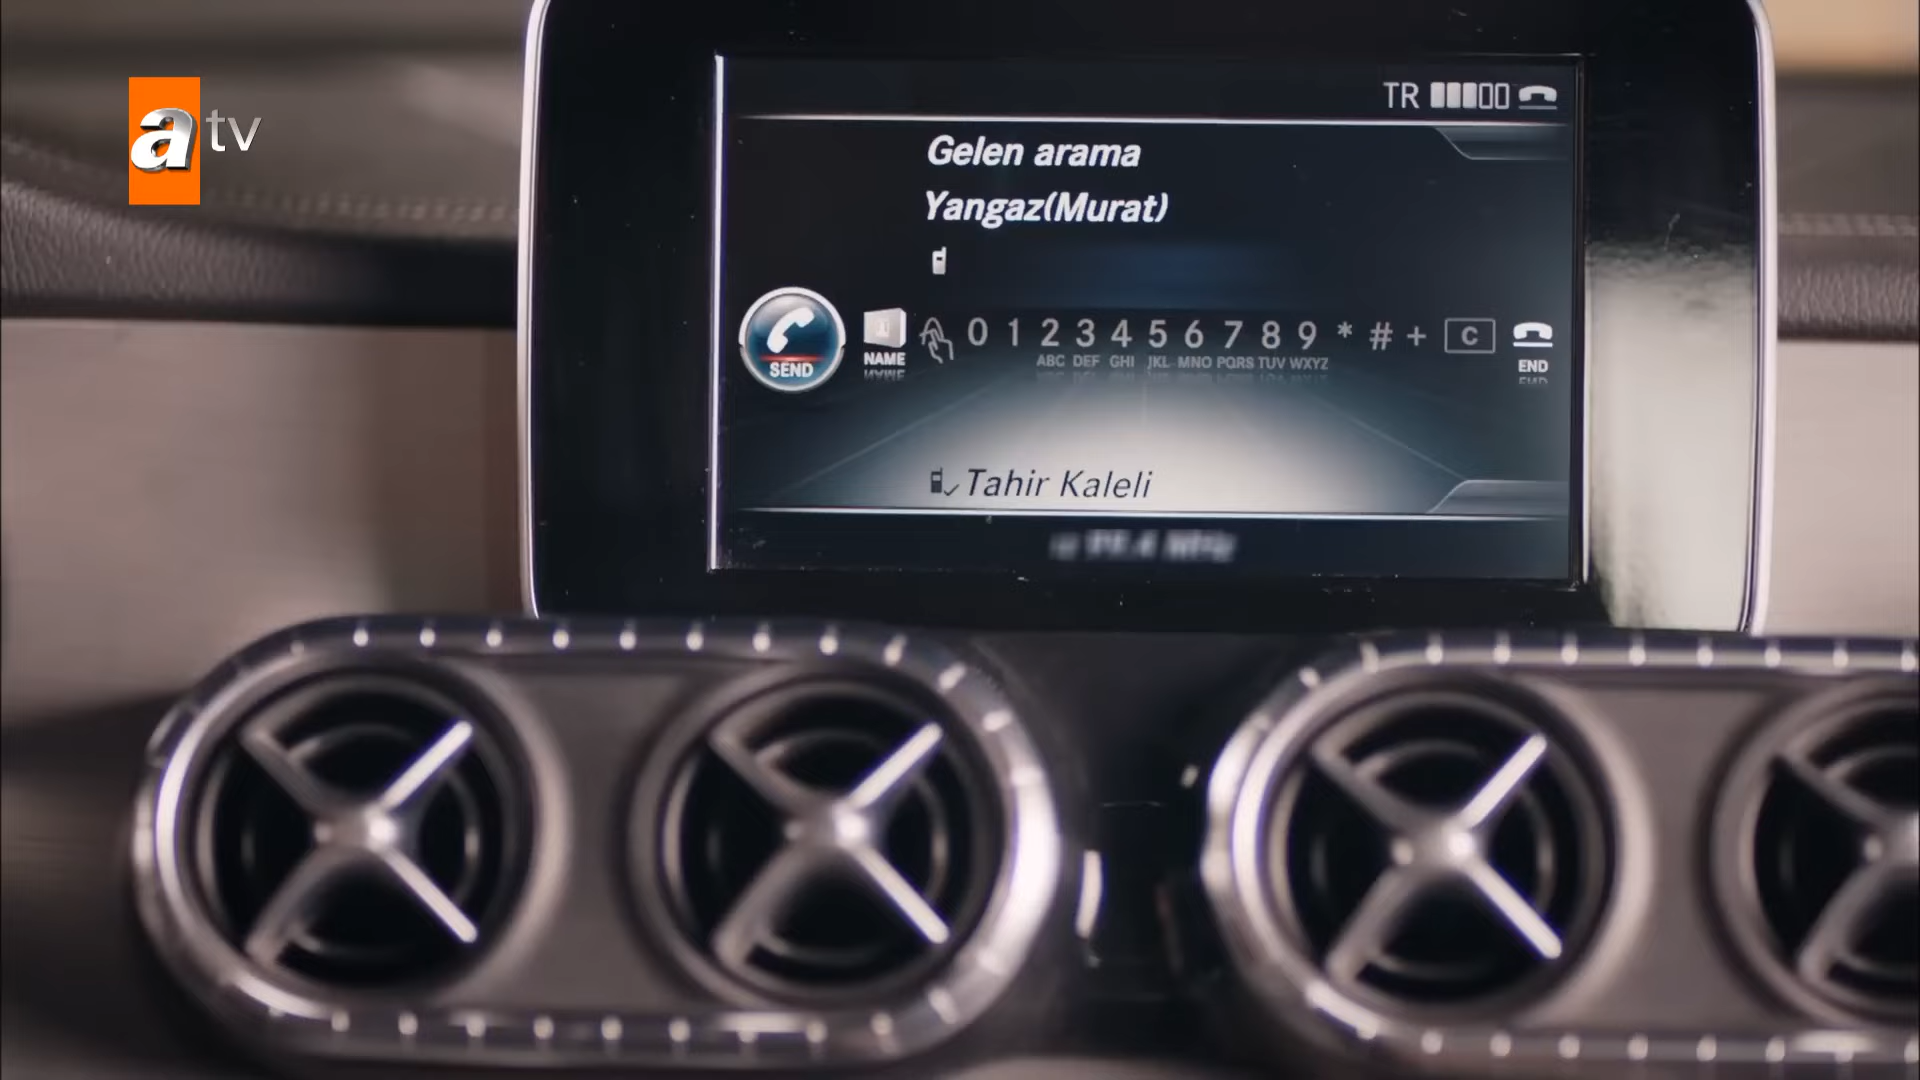 atv
TR
Gelen arama
Yangaz(Murat)
SEND
NAME
0 1 2 3 4 5 6 7 8 9 * # + C
ABC DEF GHI JKL MNO PQRS TUV WXYZ
END
Tahir Kaleli